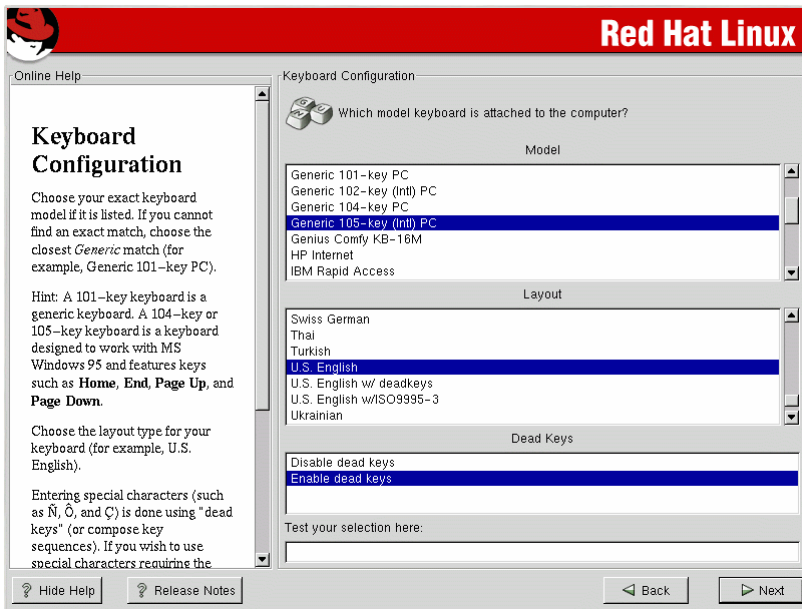 Red Hat Linux
Online Help
Keyboard
Configuration
Choose your exact keyboard
model if it is listed. If you cannot
find an exact match, choose the
closest Generic match (for
example, Generic 101-key PC).
Hint: A 101-key keyboard is a
generic keyboard. A 104-key or
105-key keyboard is a keyboard
designed to work with MS
Windows 95 and features keys
such as Home, End, Page Up, and
Page Down.
Choose the layout type for your
keyboard (for example, U.S.
English).
Entering special characters (such
as Ñ, Ô, and Ç) is done using "dead
keys" (or compose key
sequences). If you wish to use
special characters requiring the
Keyboard Configuration
G U N
Which model keyboard is attached to the computer?
Model
Generic 101-key PC
Generic 102-key (Intl) PC
Generic 104-key PC
Generic 105-key (Intl) PC
Genius Comfy KB-16M
HP Internet
IBM Rapid Access
Layout
Swiss German
Thai
Turkish
U.S. English
U.S. English w/ deadkeys
U.S. English w/ISO9995-3
Ukrainian
Dead Keys
Disable dead keys
Enable dead keys
Test your selection here:
? Hide Help
? Release Notes
Back
Next